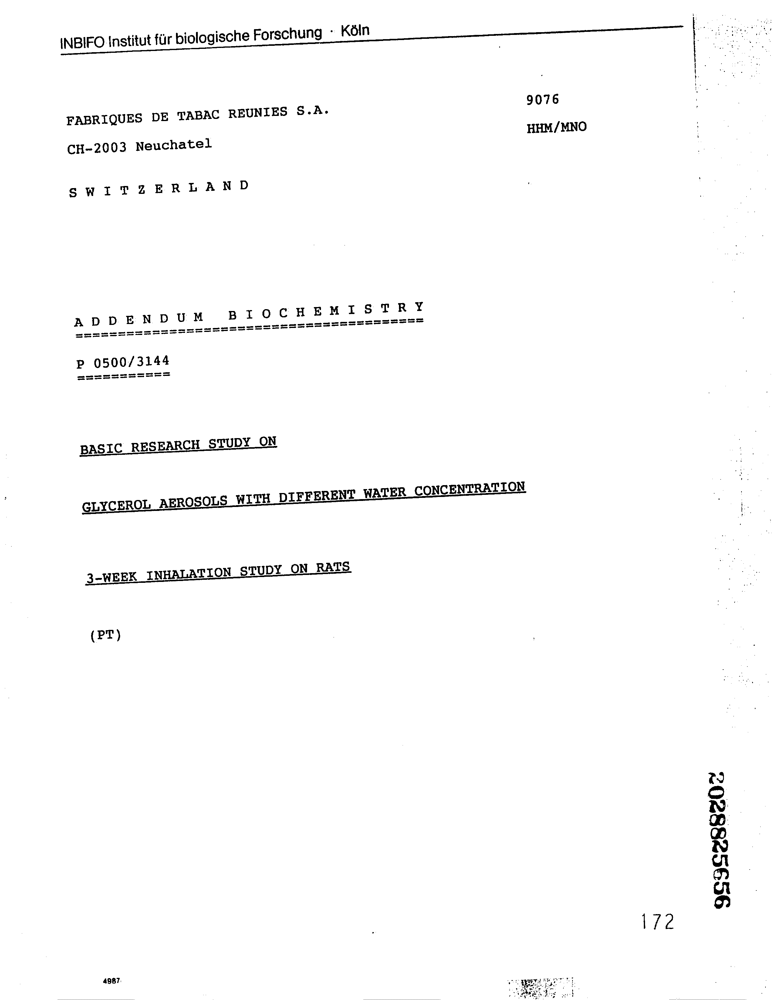 INBIFO Institut für biologische Forschung · Köln
FABRIQUES DE TABAC REUNIES S.A.
9076
CH-2003 Neuchatel
HHM/MNO
S W I T Z E R L A N D
A D D E N D U M B I O C H E M I S T R Y
=========================================
P 0500/3144
===========
BASIC RESEARCH STUDY ON
GLYCEROL AEROSOLS WITH DIFFERENT WATER CONCENTRATION
3-WEEK INHALATION STUDY ON RATS
(PT)
2028825656
172
4987